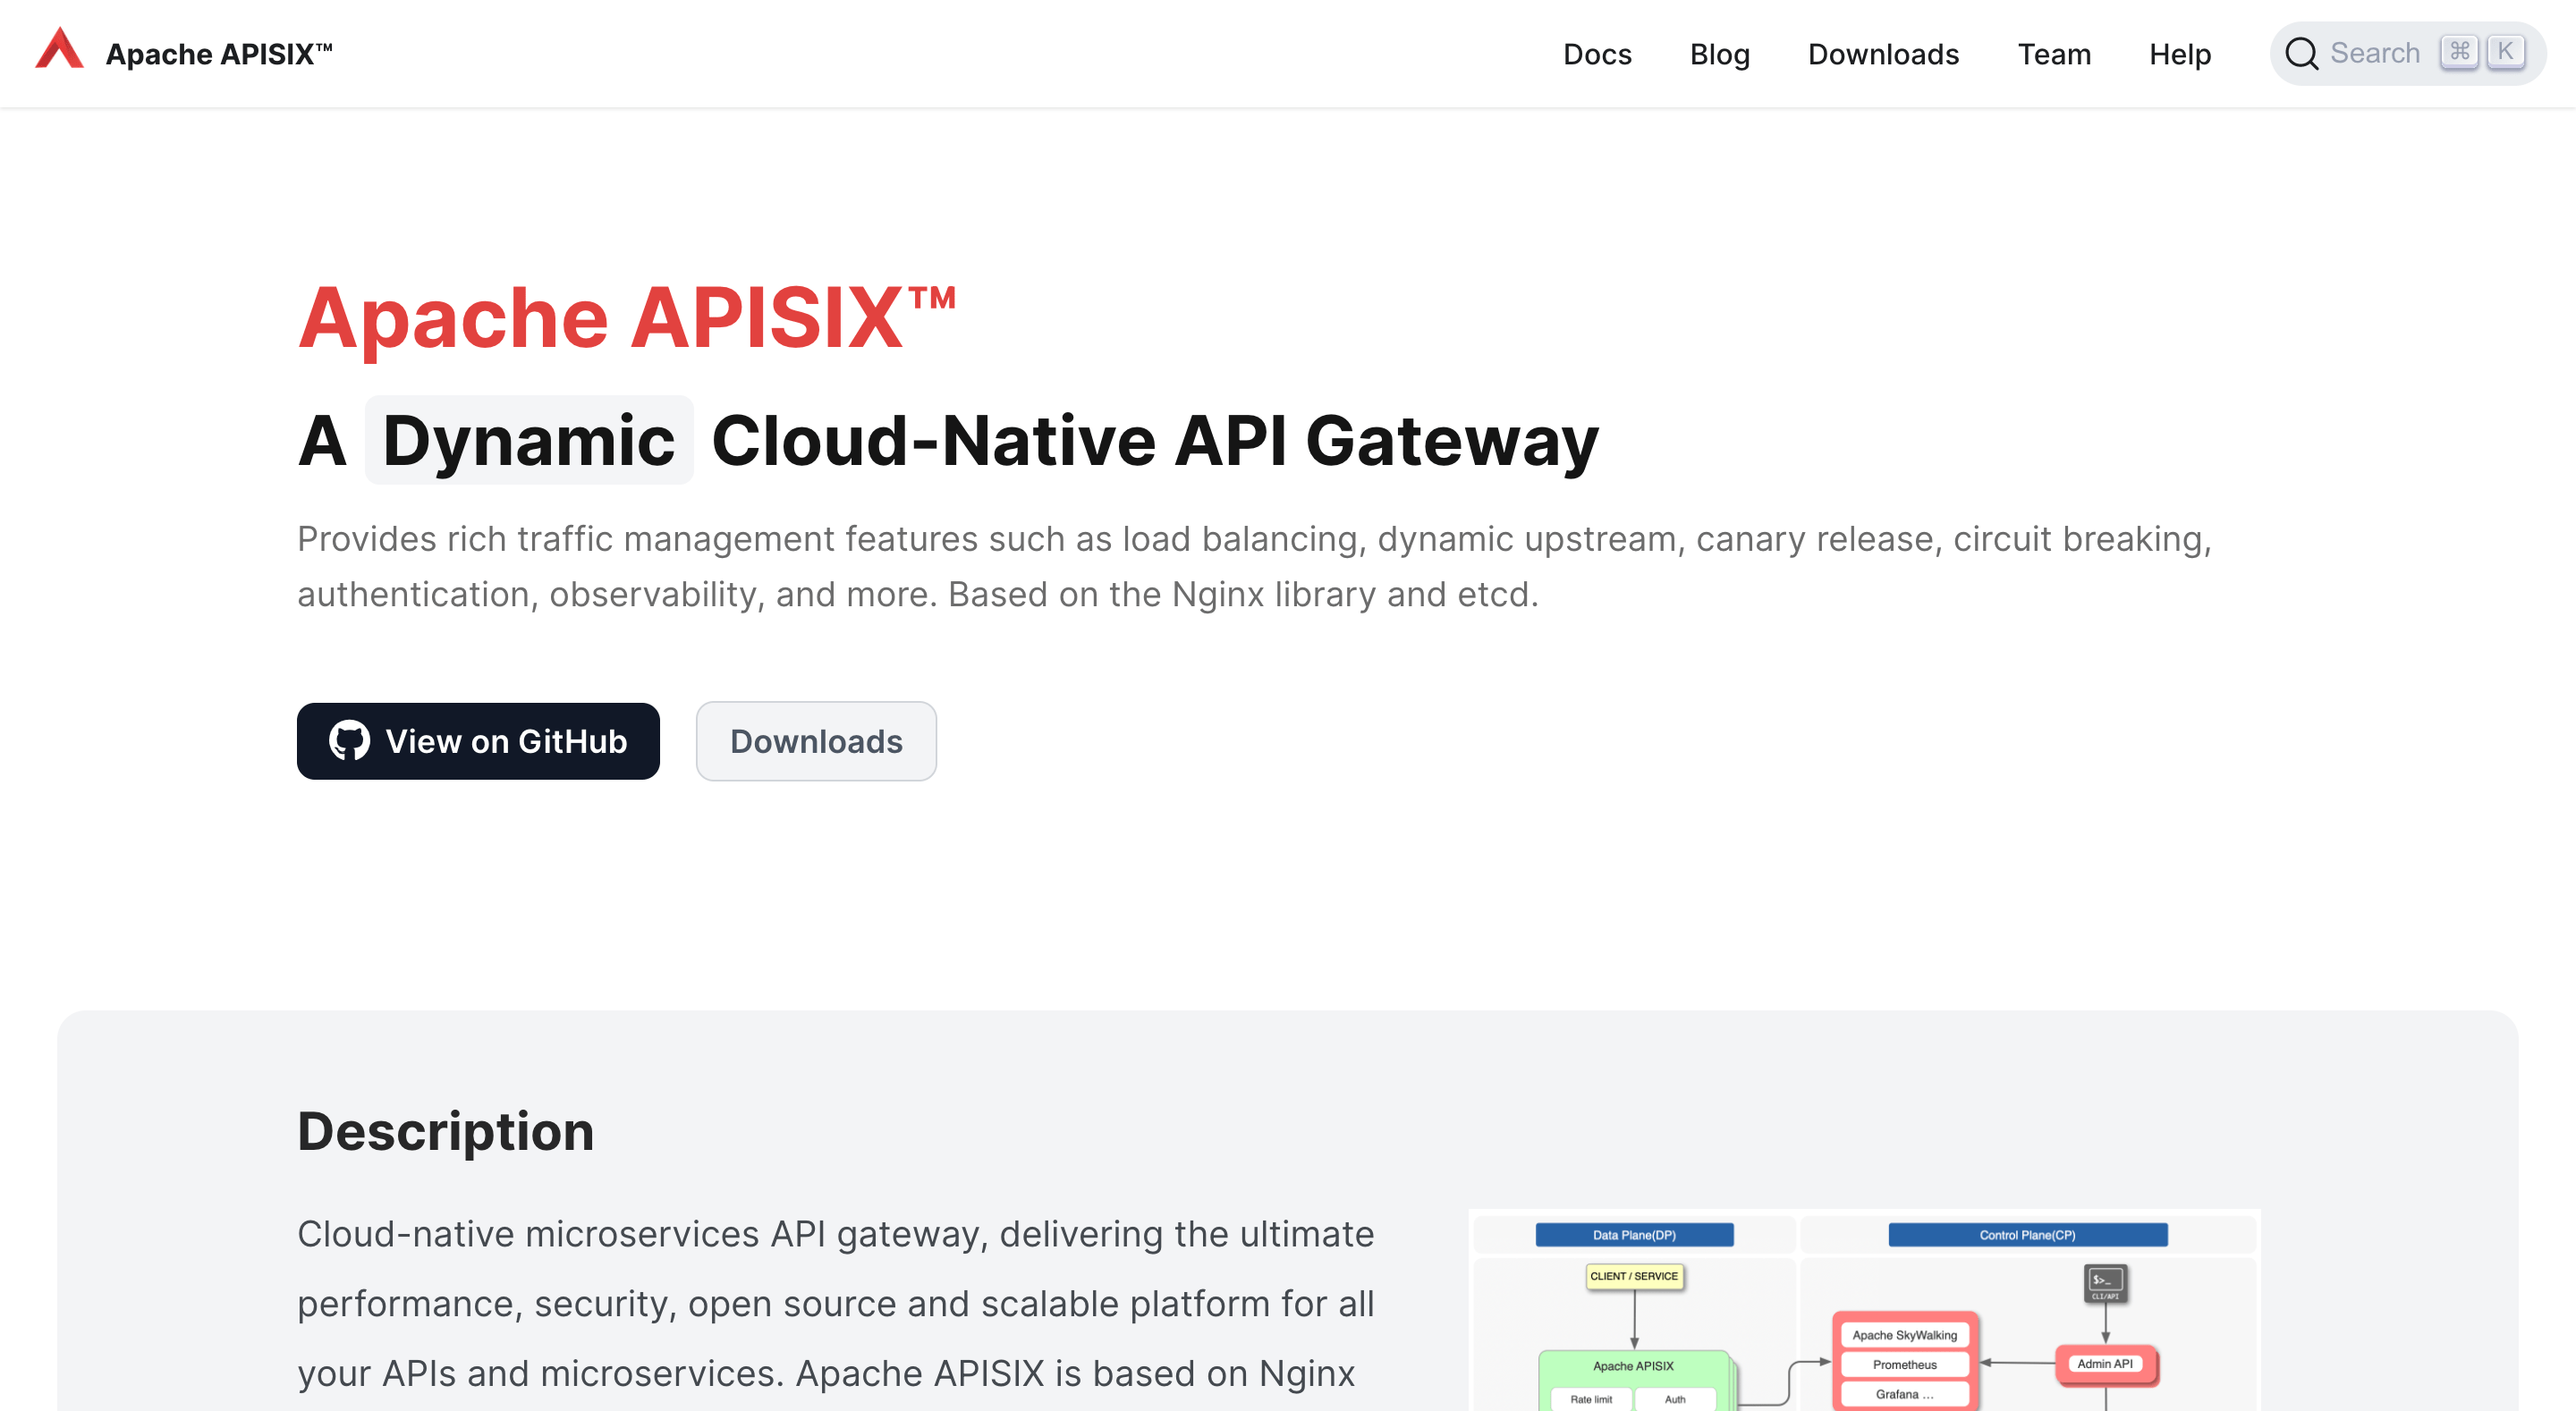 Apache APISIX™
Docs
Blog
Downloads
Team
Help
Search
⌘ K
Apache APISIX™
A Dynamic Cloud-Native API Gateway
Provides rich traffic management features such as load balancing, dynamic upstream, canary release, circuit breaking,
authentication, observability, and more. Based on the Nginx library and etcd.
View on GitHub
Downloads
Description
Cloud-native microservices API gateway, delivering the ultimate
performance, security, open source and scalable platform for all
your APIs and microservices. Apache APISIX is based on Nginx
Data Plane(DP)
Control Plane(CP)
CLIENT / SERVICE
$>_
CLI/API
Apache SkyWalking
Apache APISIX
Prometheus
Admin API
Grafana ...
Rate limit
Auth